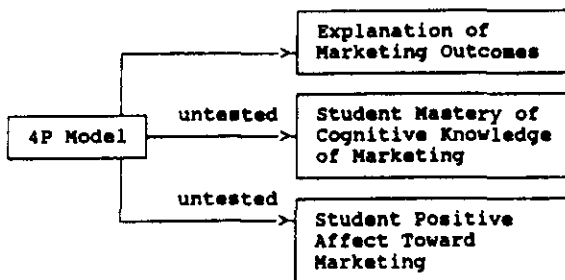 Explanation of
Marketing Outcomes
4P Model
untested
Student Mastery of
Cognitive Knowledge
of Marketing
untested
Student Positive
Affect Toward
Marketing